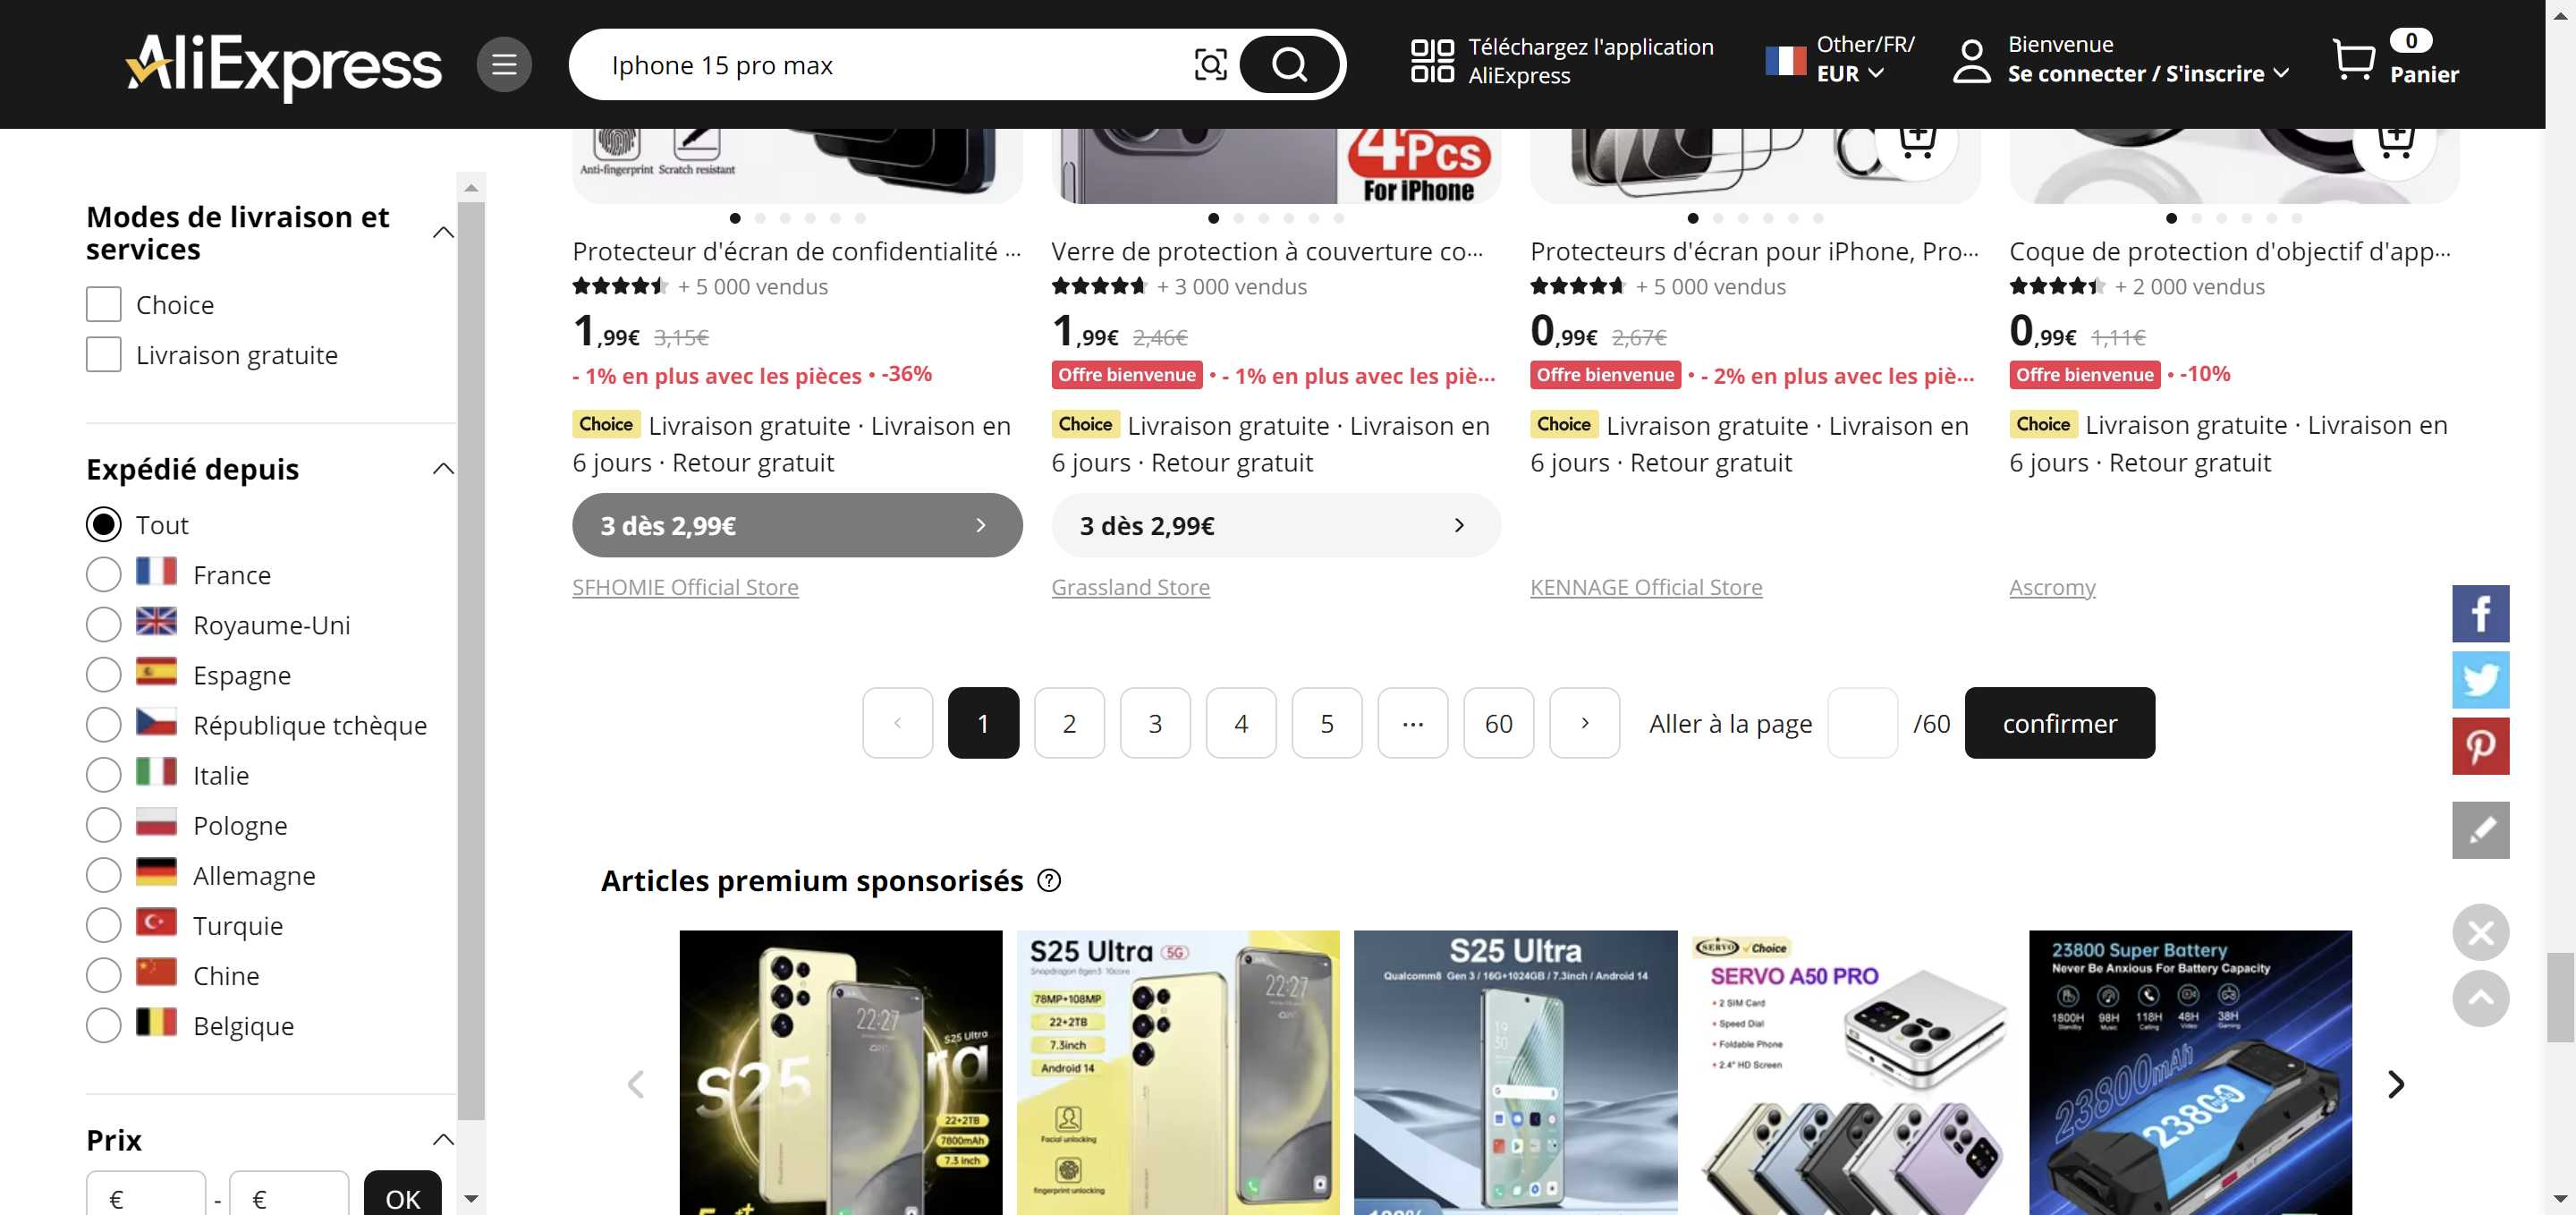 AliExpress
Iphone 15 pro max
Téléchargez l'application
AliExpress
Other/FR/
EUR
Bienvenue
Se connecter / S'inscrire
0
Panier
Modes de livraison et
services
Choice
Livraison gratuite
Expédié depuis
Tout
France
Royaume-Uni
Espagne
République tchèque
Italie
Pologne
Allemagne
Turquie
Chine
Belgique
Prix
€ - €
OK
Anti-fingerprint Scratch resistant
Protecteur d'écran de confidentialité ...
+ 5 000 vendus
1,99€ 3,15€
- 1% en plus avec les pièces • -36%
Choice Livraison gratuite · Livraison en
6 jours · Retour gratuit
3 dès 2,99€
SFHOMIE Official Store
4Pcs
For iPhone
Verre de protection à couverture co...
+ 3 000 vendus
1,99€ 2,46€
Offre bienvenue • - 1% en plus avec les piè...
Choice Livraison gratuite · Livraison en
6 jours · Retour gratuit
3 dès 2,99€
Grassland Store
Protecteurs d'écran pour iPhone, Pro...
+ 5 000 vendus
0,99€ 2,67€
Offre bienvenue • - 2% en plus avec les piè...
Choice Livraison gratuite · Livraison en
6 jours · Retour gratuit
KENNAGE Official Store
Coque de protection d'objectif d'app...
+ 2 000 vendus
0,99€ 1,11€
Offre bienvenue • -10%
Choice Livraison gratuite · Livraison en
6 jours · Retour gratuit
Ascromy
1 2 3 4 5 ... 60
Aller à la page /60 confirmer
Articles premium sponsorisés
S25
ra
S25 Ultra
22:27
22+2TB
7800mAh
7.3 inch
S25 Ultra 5G
Snapdragon 8gen3 10core
78MP+108MP
22+2TB
7.3inch
Android 14
Facial unlocking
fingerprint unlocking
22:27
S25 Ultra
Qualcomm8 Gen 3 / 16G+1024GB / 7.3inch / Android 14
SERVO Choice
SERVO A50 PRO
• 2 SIM Card
• Speed Dial
• Foldable Phone
• 2.4" HD Screen
23800 Super Battery
Never Be Anxious For Battery Capacity
1800H 98H 118H 48H 38H
Standby Music Calling Video Gaming
23800mAh
23800